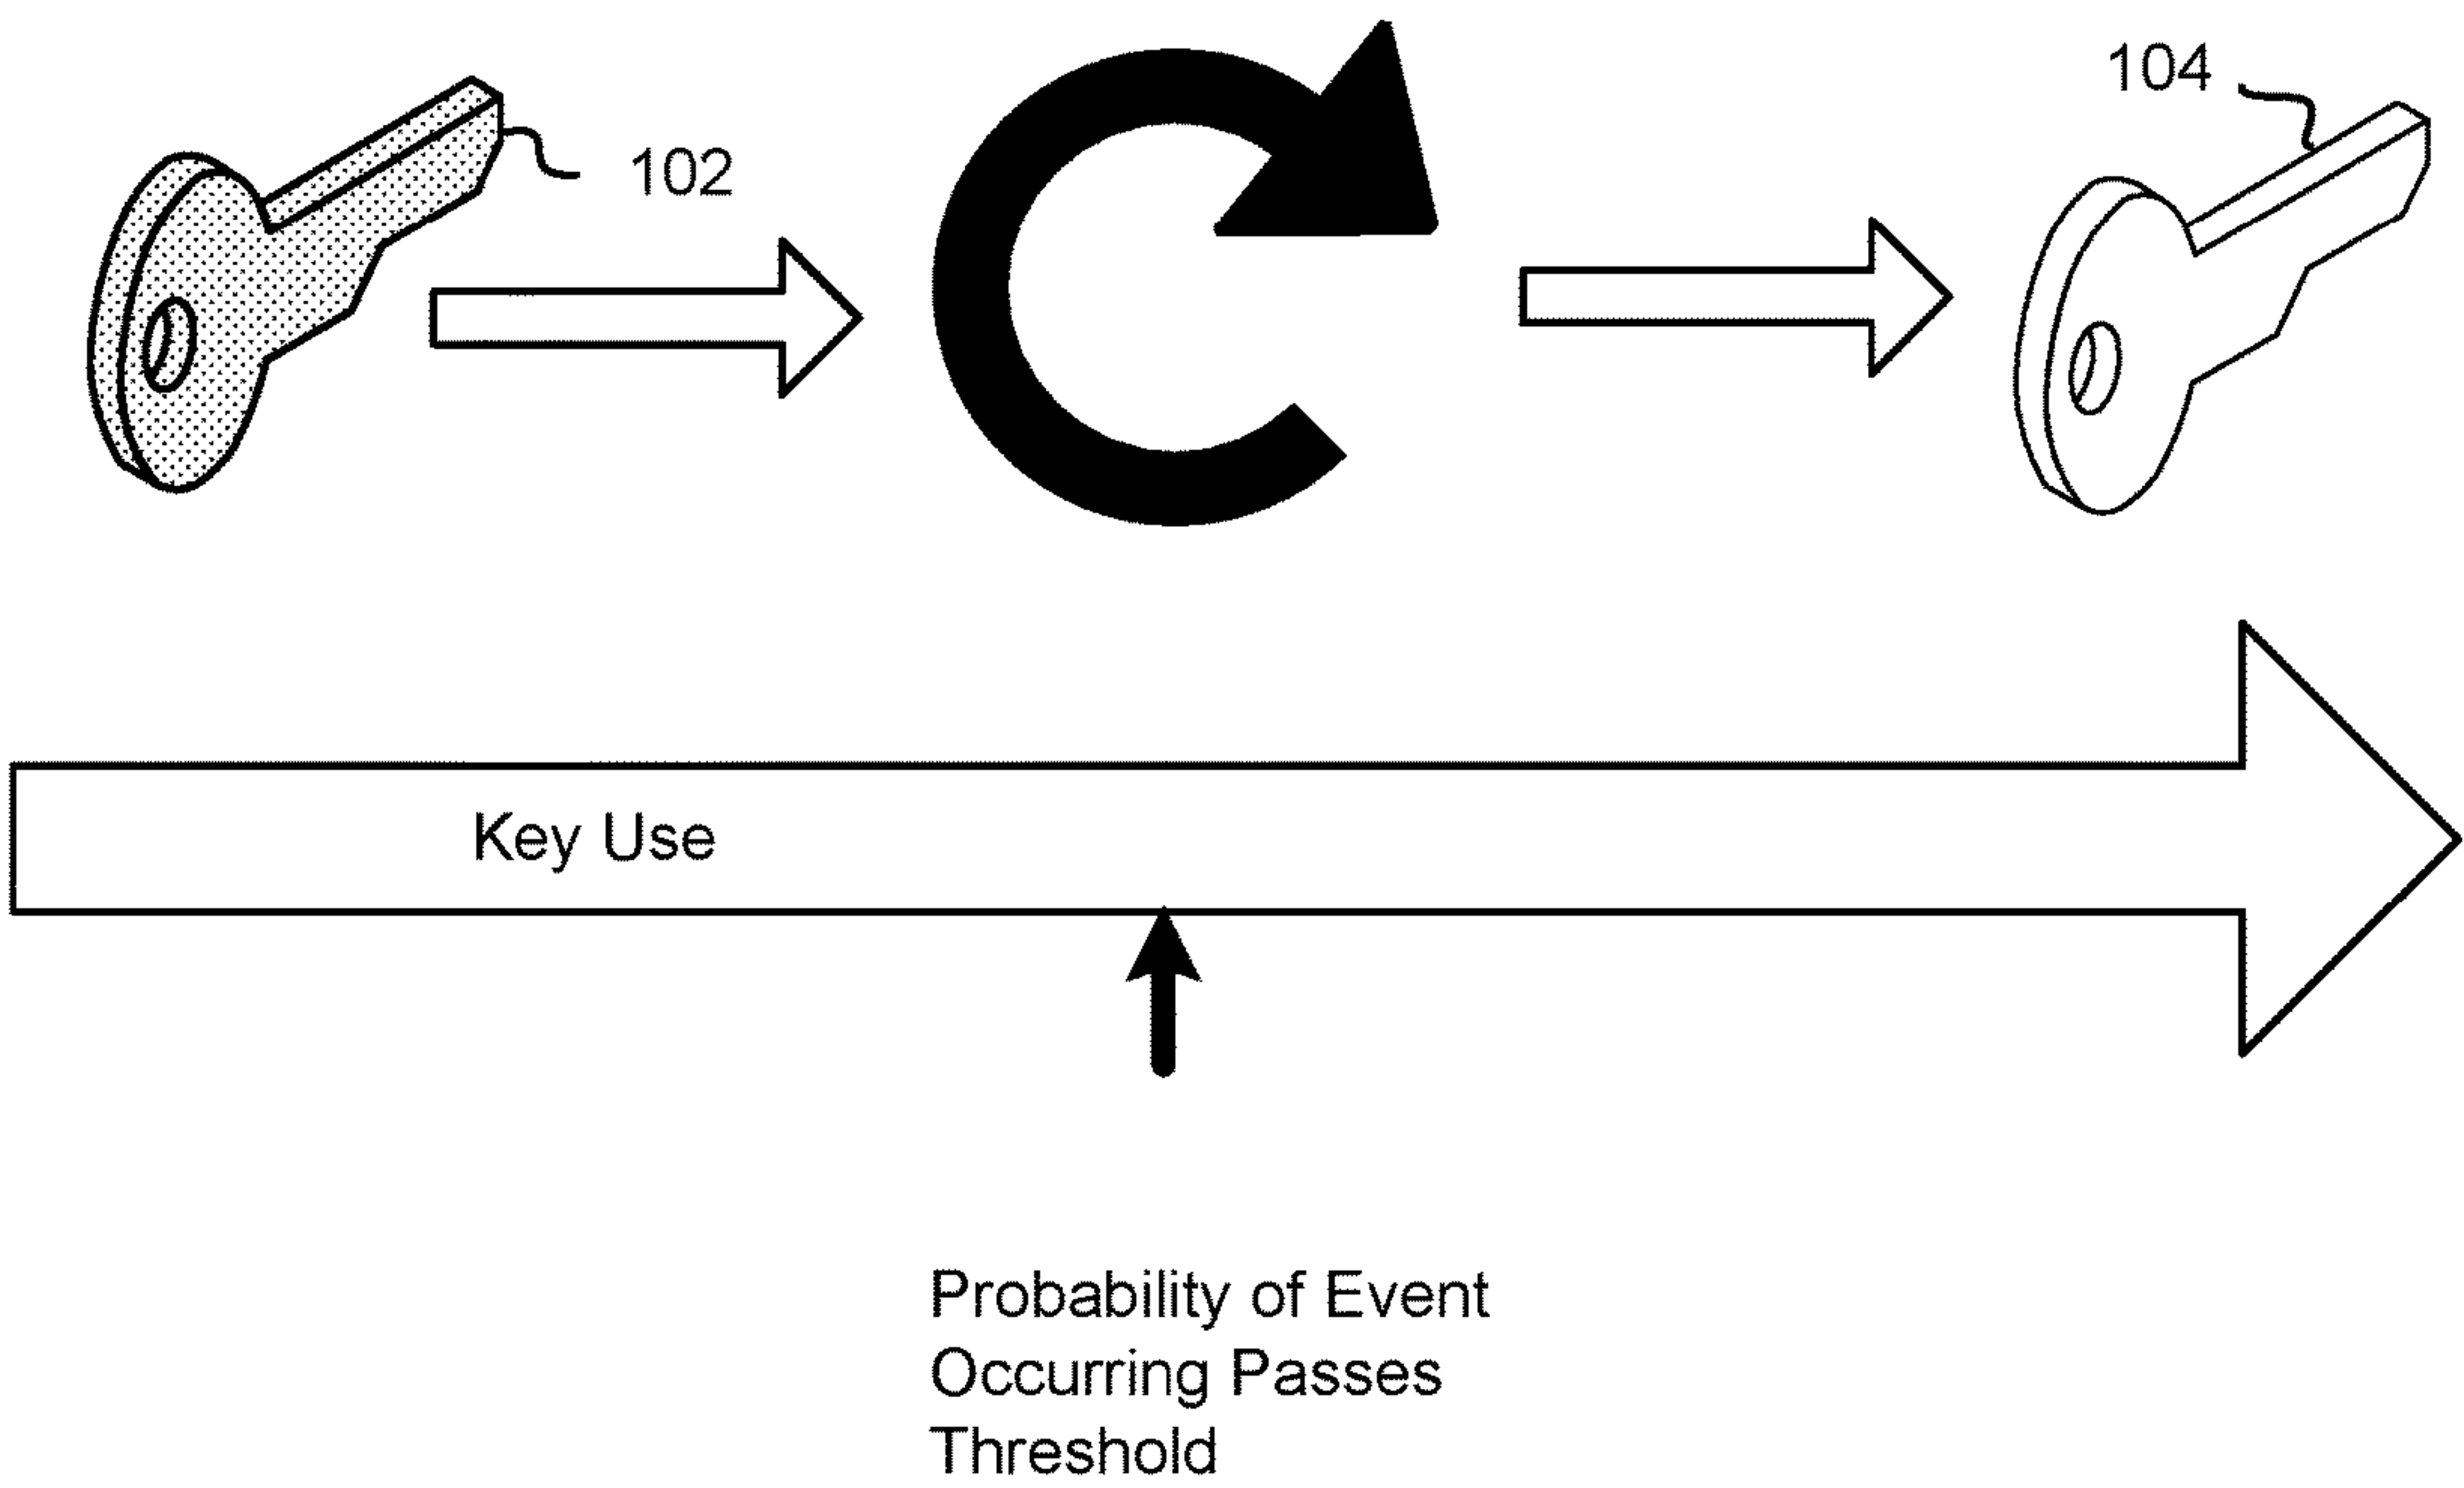 104
102
Key Use
Probability of Event
Occurring Passes
Threshold